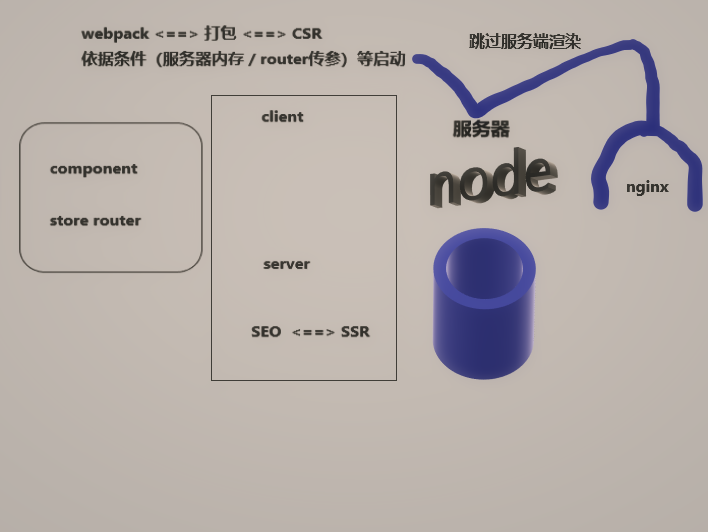 webpack <==> 打包 <==> CSR
依据条件（服务器内存 / router传参）等启动
跳过服务端渲染
client
服务器
component
node
nginx
store router
server
SEO <==> SSR